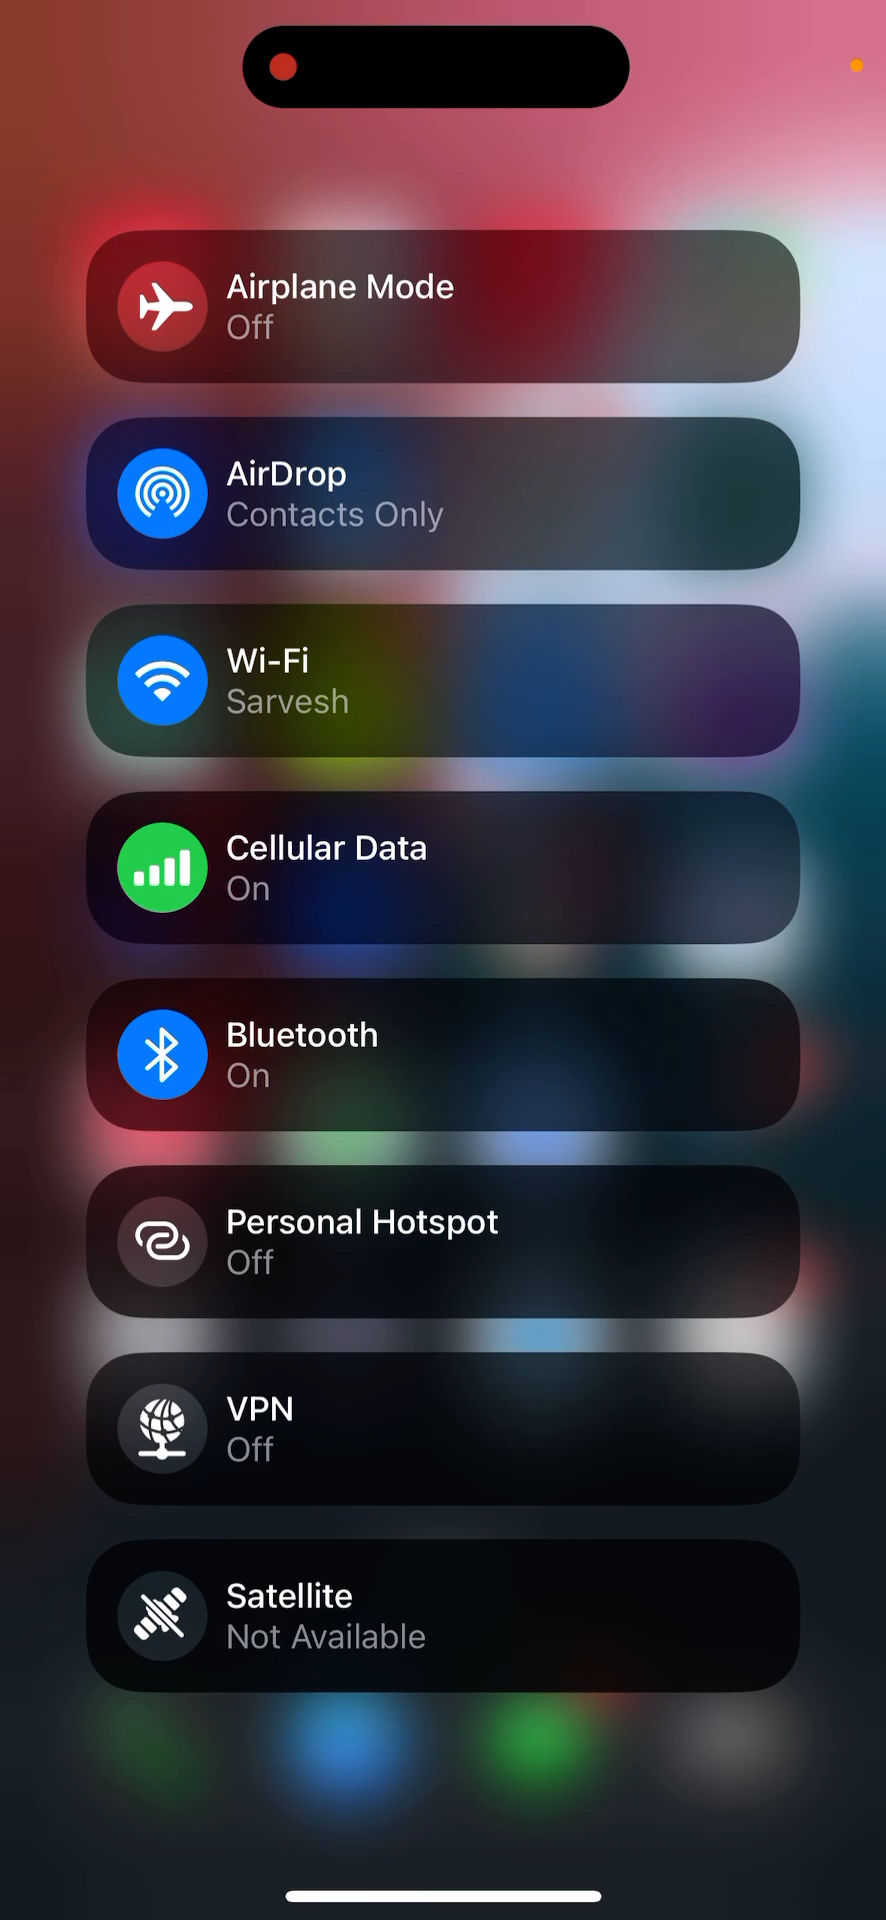 Airplane Mode
Off
AirDrop
Contacts Only
Wi-Fi
Sarvesh
Cellular Data
On
Bluetooth
On
Personal Hotspot
Off
VPN
Off
Satellite
Not Available